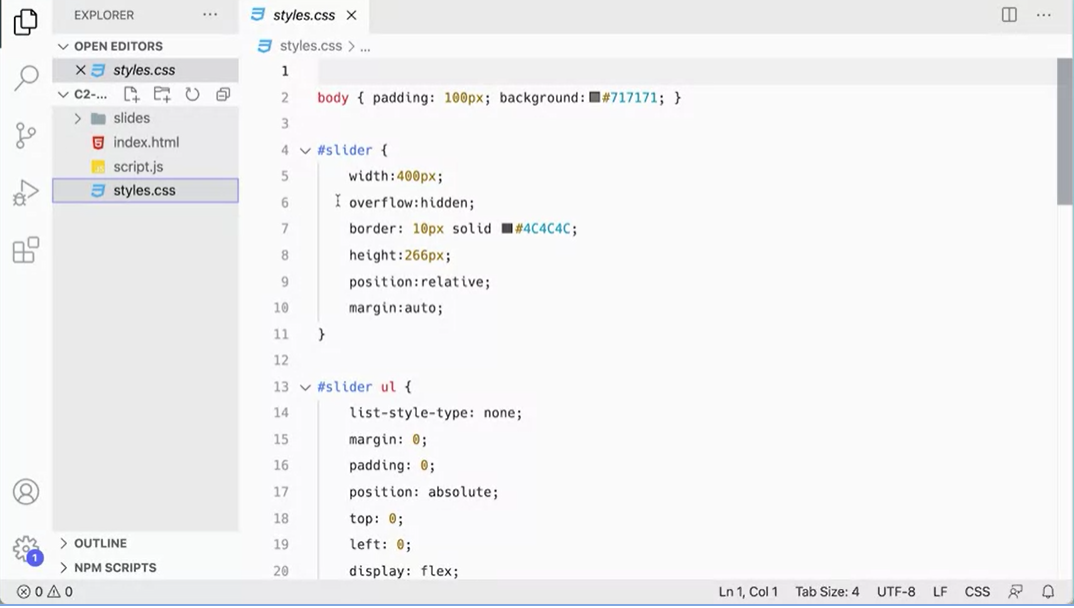 EXPLORER ...
OPEN EDITORS
styles.css
C2-...
slides
index.html
script.js
styles.css
OUTLINE
NPM SCRIPTS
styles.css
styles.css > ...
1
2 body { padding: 100px; background: #717171; }
3
4 #slider {
5 width:400px;
6 overflow:hidden;
7 border: 10px solid #4C4C4C;
8 height:266px;
9 position:relative;
10 margin:auto;
11 }
12
13 #slider ul {
14 list-style-type: none;
15 margin: 0;
16 padding: 0;
17 position: absolute;
18 top: 0;
19 left: 0;
20 display: flex;
1
0 0 Ln 1, Col 1 Tab Size: 4 UTF-8 LF CSS